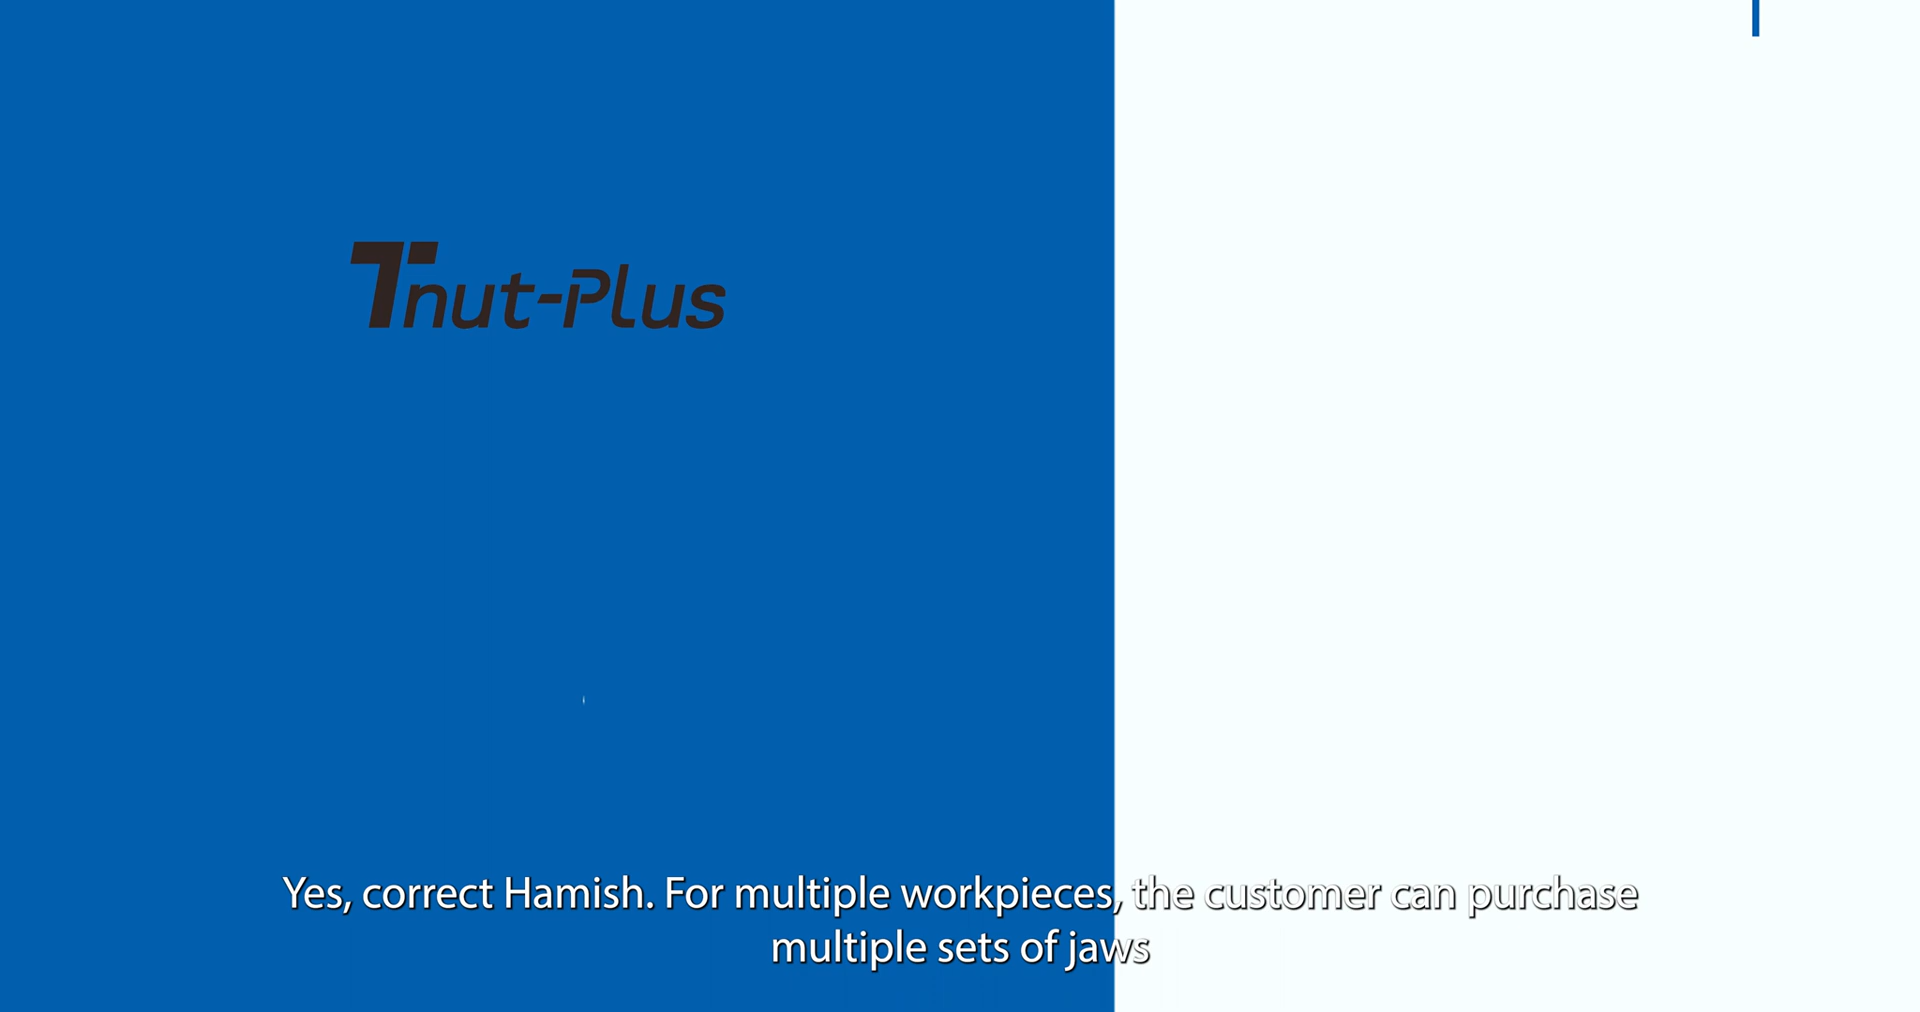 Tnut-Plus
Yes, correct Hamish. For multiple workpieces, the customer can purchase
multiple sets of jaws